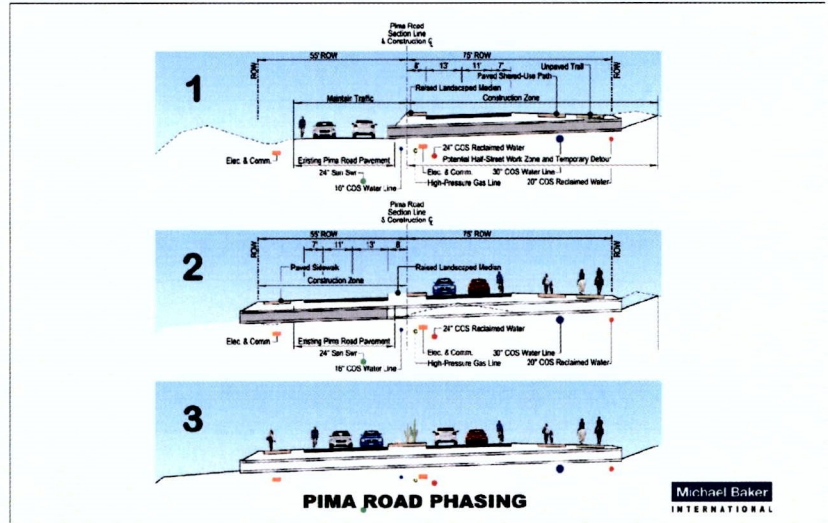 Pima Road
Section Line
& Construction ℄
55' ROW
75' ROW
ROW
ROW
8' 13' 11' 7'
Unpaved Trail
Paved Shared-Use Path
Raised Landscaped Median
1
Maintain Traffic
Construction Zone
24" COS Reclaimed Water
Elec. & Comm.
Existing Pima Road Pavement
Potential Half-Street Work Zone and Temporary Detour
24" San Swr
Elec. & Comm.
30" COS Water Line
16" COS Water Line
High-Pressure Gas Line
20" COS Reclaimed Water
Pima Road
Section Line
& Construction ℄
55' ROW
75' ROW
ROW
ROW
7' 11' 13' 8'
2
Paved Sidewalk
Raised Landscaped Median
Construction Zone
24" COS Reclaimed Water
Elec. & Comm.
Existing Pima Road Pavement
Elec. & Comm.
30" COS Water Line
24" San Swr
High-Pressure Gas Line
20" COS Reclaimed Water
16" COS Water Line
3
PIMA ROAD PHASING
Michael Baker
INTERNATIONAL